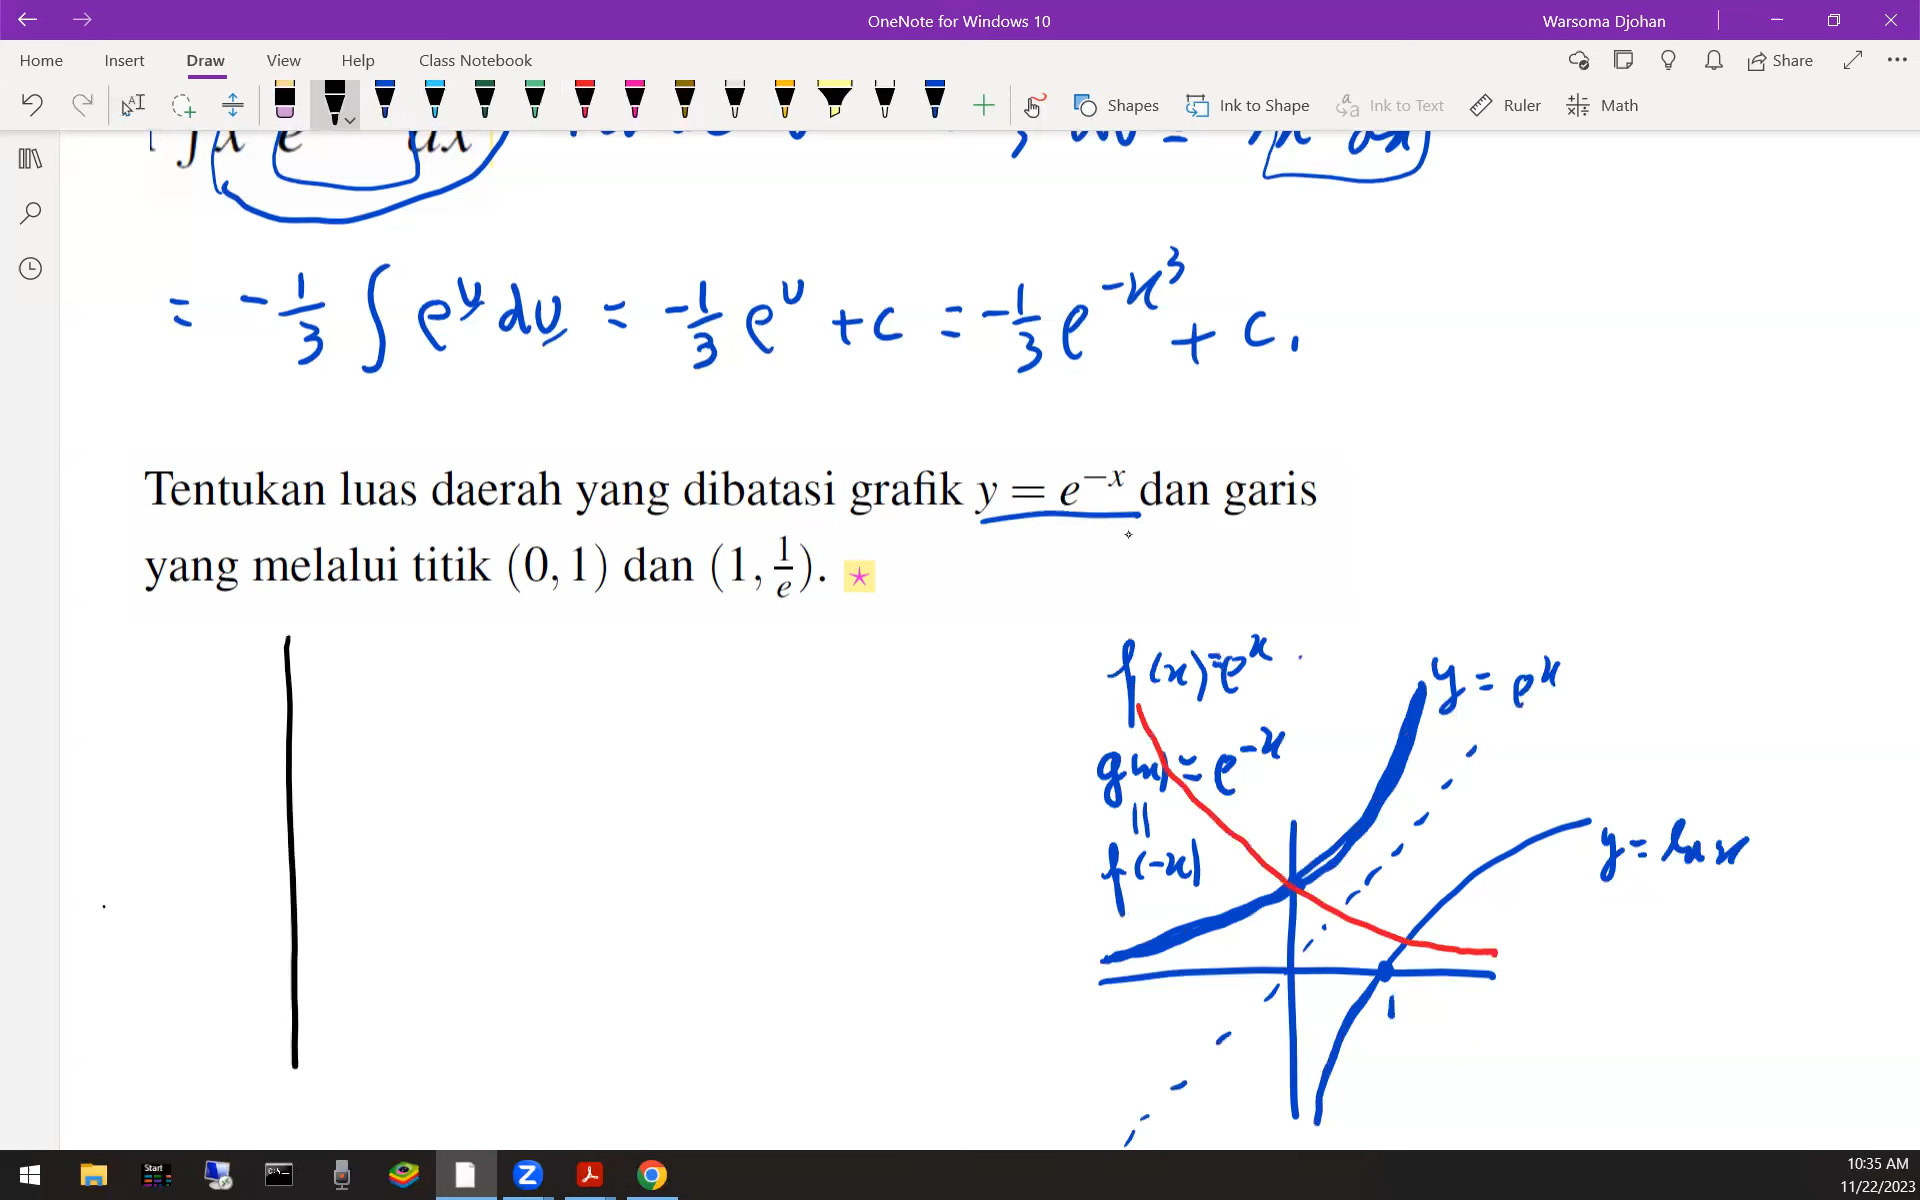 OneNote for Windows 10
Warsoma Djohan
Home Insert Draw View Help Class Notebook
Share
Shapes Ink to Shape Ink to Text Ruler Math
= -1/3 ∫ e^u du = -1/3 e^u + c = -1/3 e^{-x^3} + c.
Tentukan luas daerah yang dibatasi grafik y = e^{-x} dan garis
yang melalui titik (0, 1) dan (1, 1/e).
f(x) = e^x
y = e^x
g(x) = e^{-x}
y = ln x
f(-x)
1
Start
10:35 AM
11/22/2023